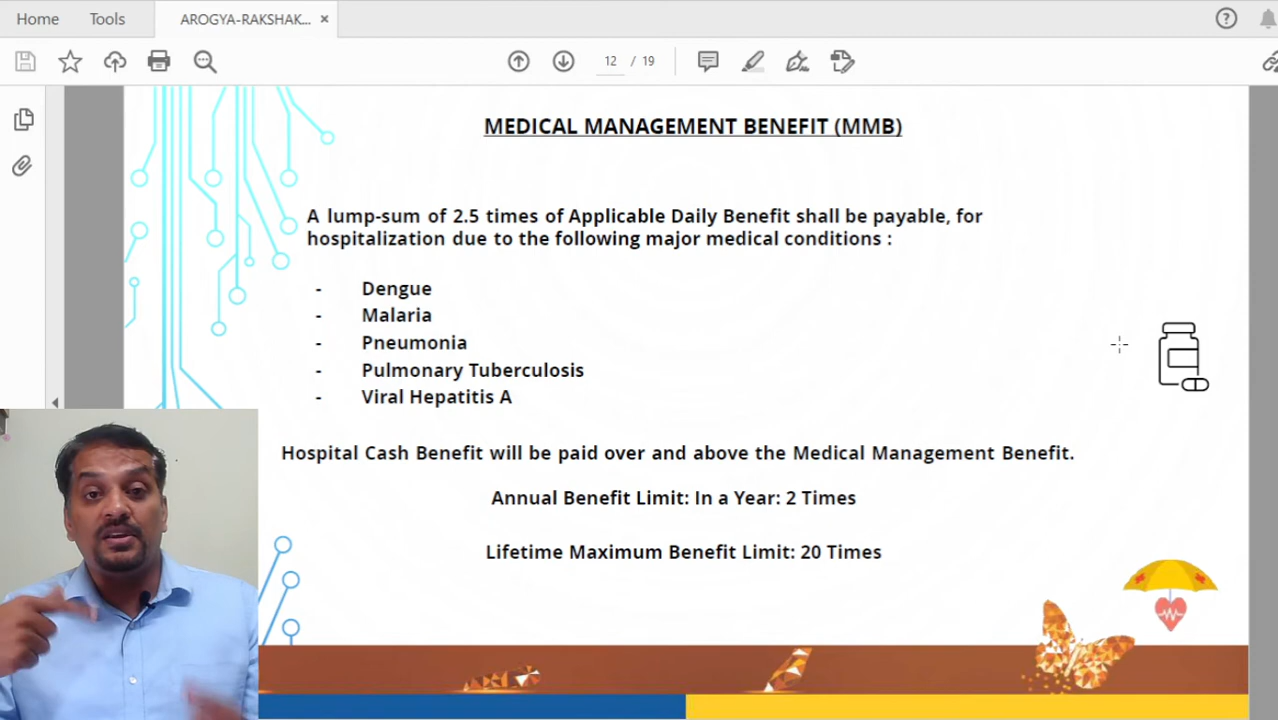 Home Tools AROGYA-RAKSHAK... ×
12 / 19
MEDICAL MANAGEMENT BENEFIT (MMB)
A lump-sum of 2.5 times of Applicable Daily Benefit shall be payable, for
hospitalization due to the following major medical conditions :
- Dengue
- Malaria
- Pneumonia
- Pulmonary Tuberculosis
- Viral Hepatitis A
Hospital Cash Benefit will be paid over and above the Medical Management Benefit.
Annual Benefit Limit: In a Year: 2 Times
Lifetime Maximum Benefit Limit: 20 Times